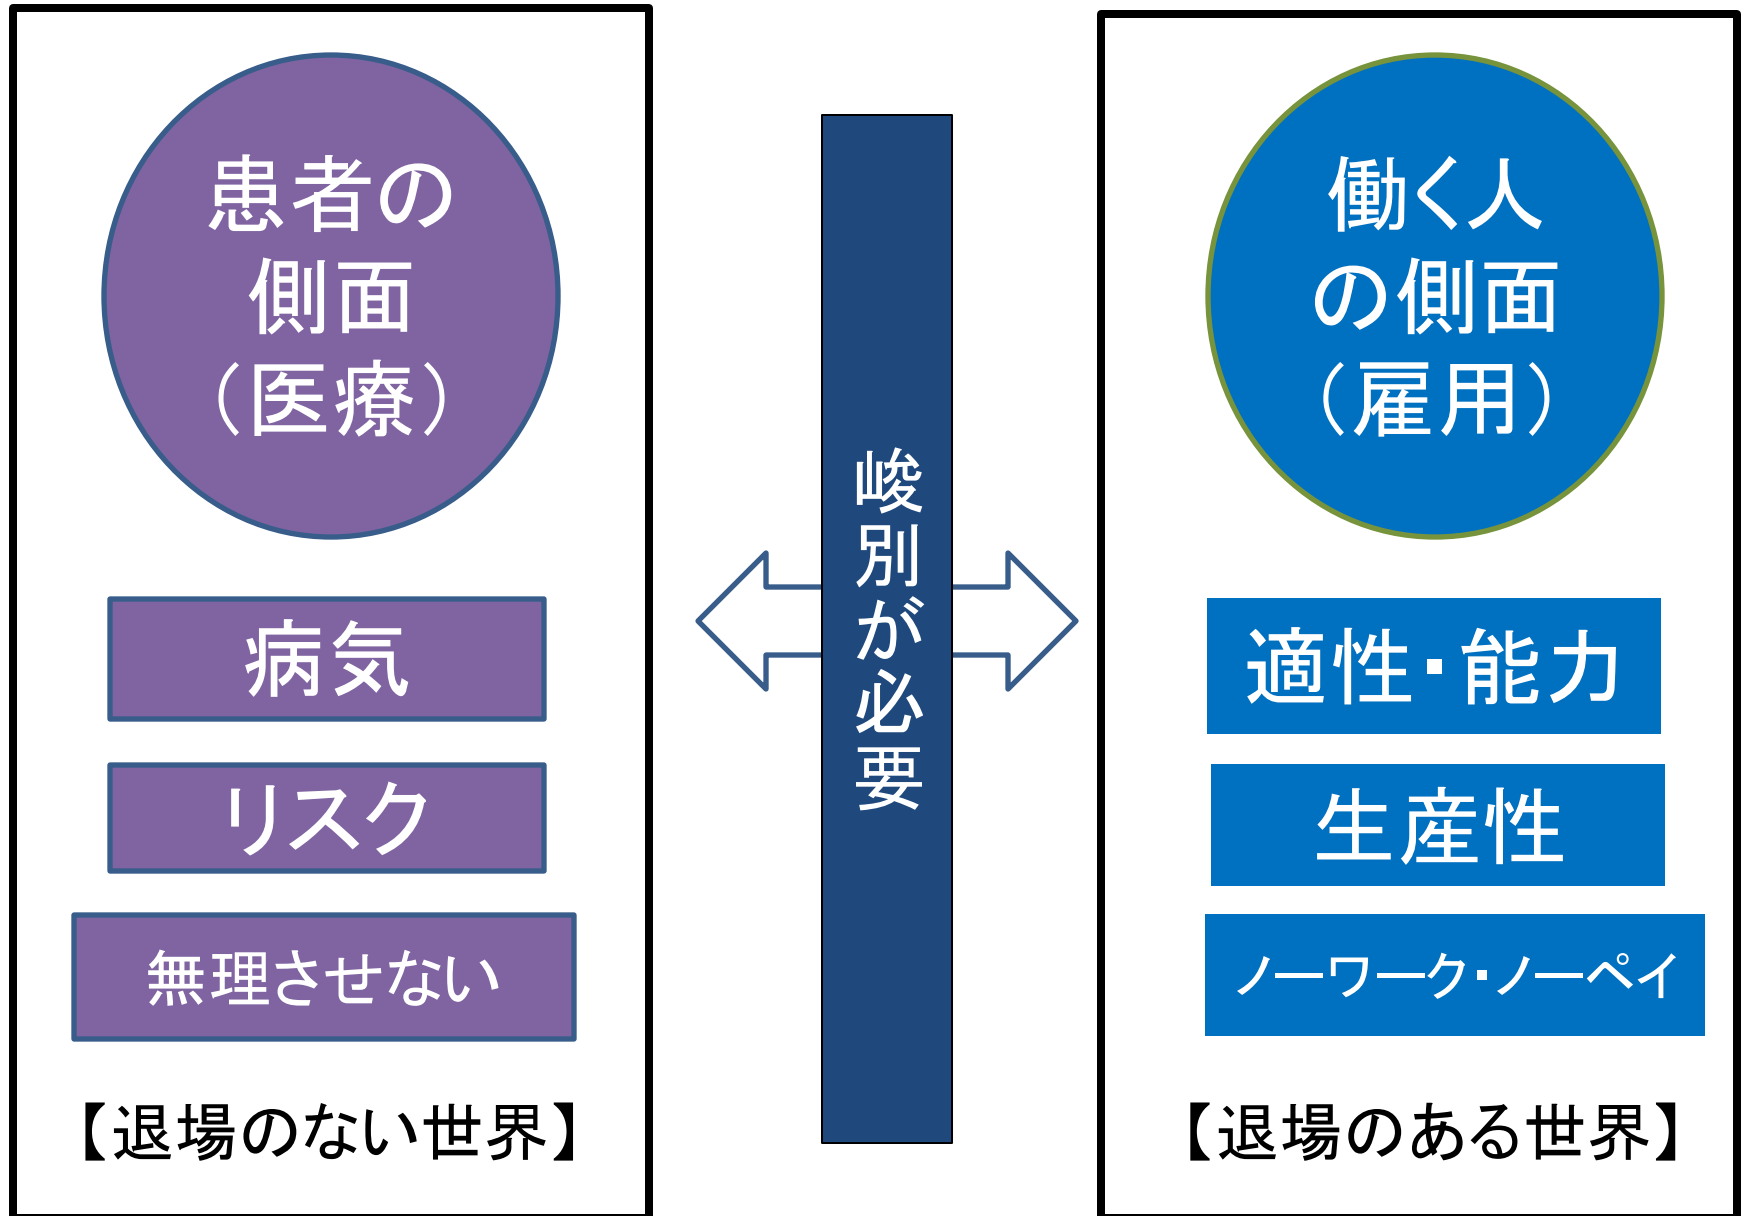 患者の
側面
（医療）
病気
リスク
無理させない
【退場のない世界】
峻別が必要
働く人
の側面
（雇用）
適性・能力
生産性
ノーワーク・ノーペイ
【退場のある世界】